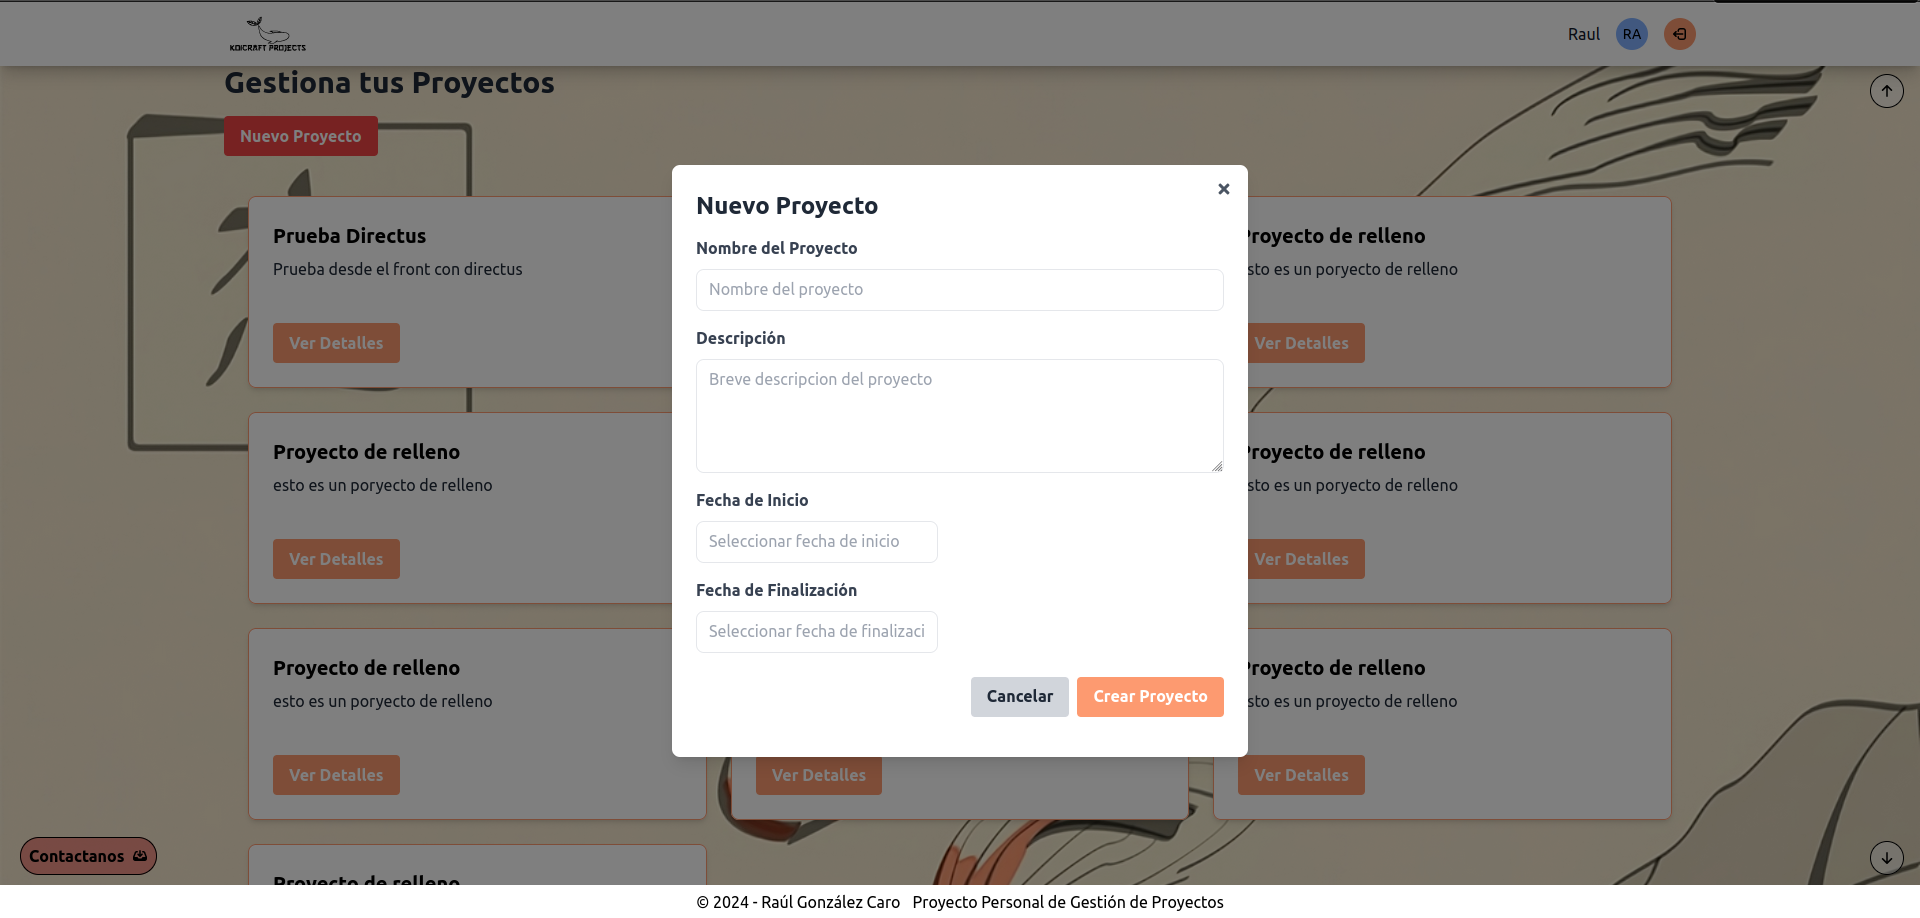 KOICRAFT PROJECTS
Raul
RA
Gestiona tus Proyectos
Nuevo Proyecto
Prueba Directus
Prueba desde el front con directus
Ver Detalles
Proyecto de relleno
sto es un poryecto de relleno
Ver Detalles
Proyecto de relleno
esto es un poryecto de relleno
Ver Detalles
Proyecto de relleno
sto es un poryecto de relleno
Ver Detalles
Proyecto de relleno
esto es un poryecto de relleno
Ver Detalles
Ver Detalles
Proyecto de relleno
sto es un proyecto de relleno
Ver Detalles
Proyecto de relleno
Nuevo Proyecto
Nombre del Proyecto
Nombre del proyecto
Descripción
Breve descripcion del proyecto
Fecha de Inicio
Seleccionar fecha de inicio
Fecha de Finalización
Seleccionar fecha de finalizaci
Cancelar
Crear Proyecto
Contactanos
© 2024 - Raúl González Caro Proyecto Personal de Gestión de Proyectos